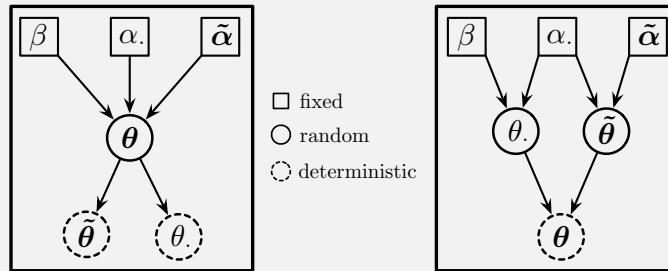 β α. α̃ β α. α̃
fixed
θ random θ. θ̃
deterministic
θ̃ θ. θ